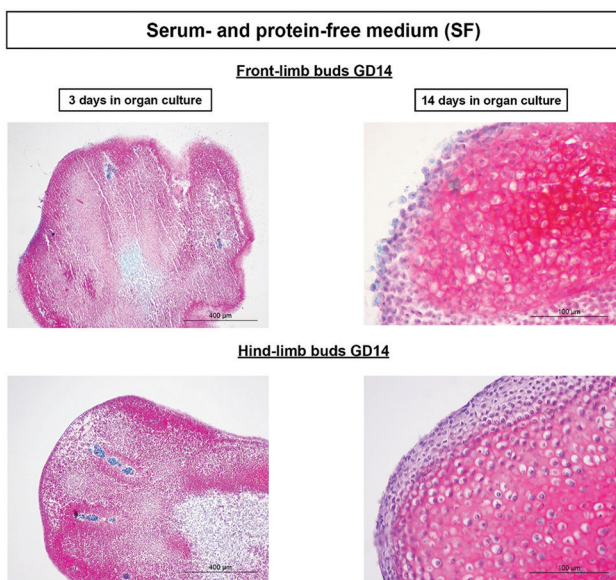 Serum- and protein-free medium (SF)
Front-limb buds GD14
3 days in organ culture
14 days in organ culture
400 µm
100 µm
Hind-limb buds GD14
400 µm
100 µm